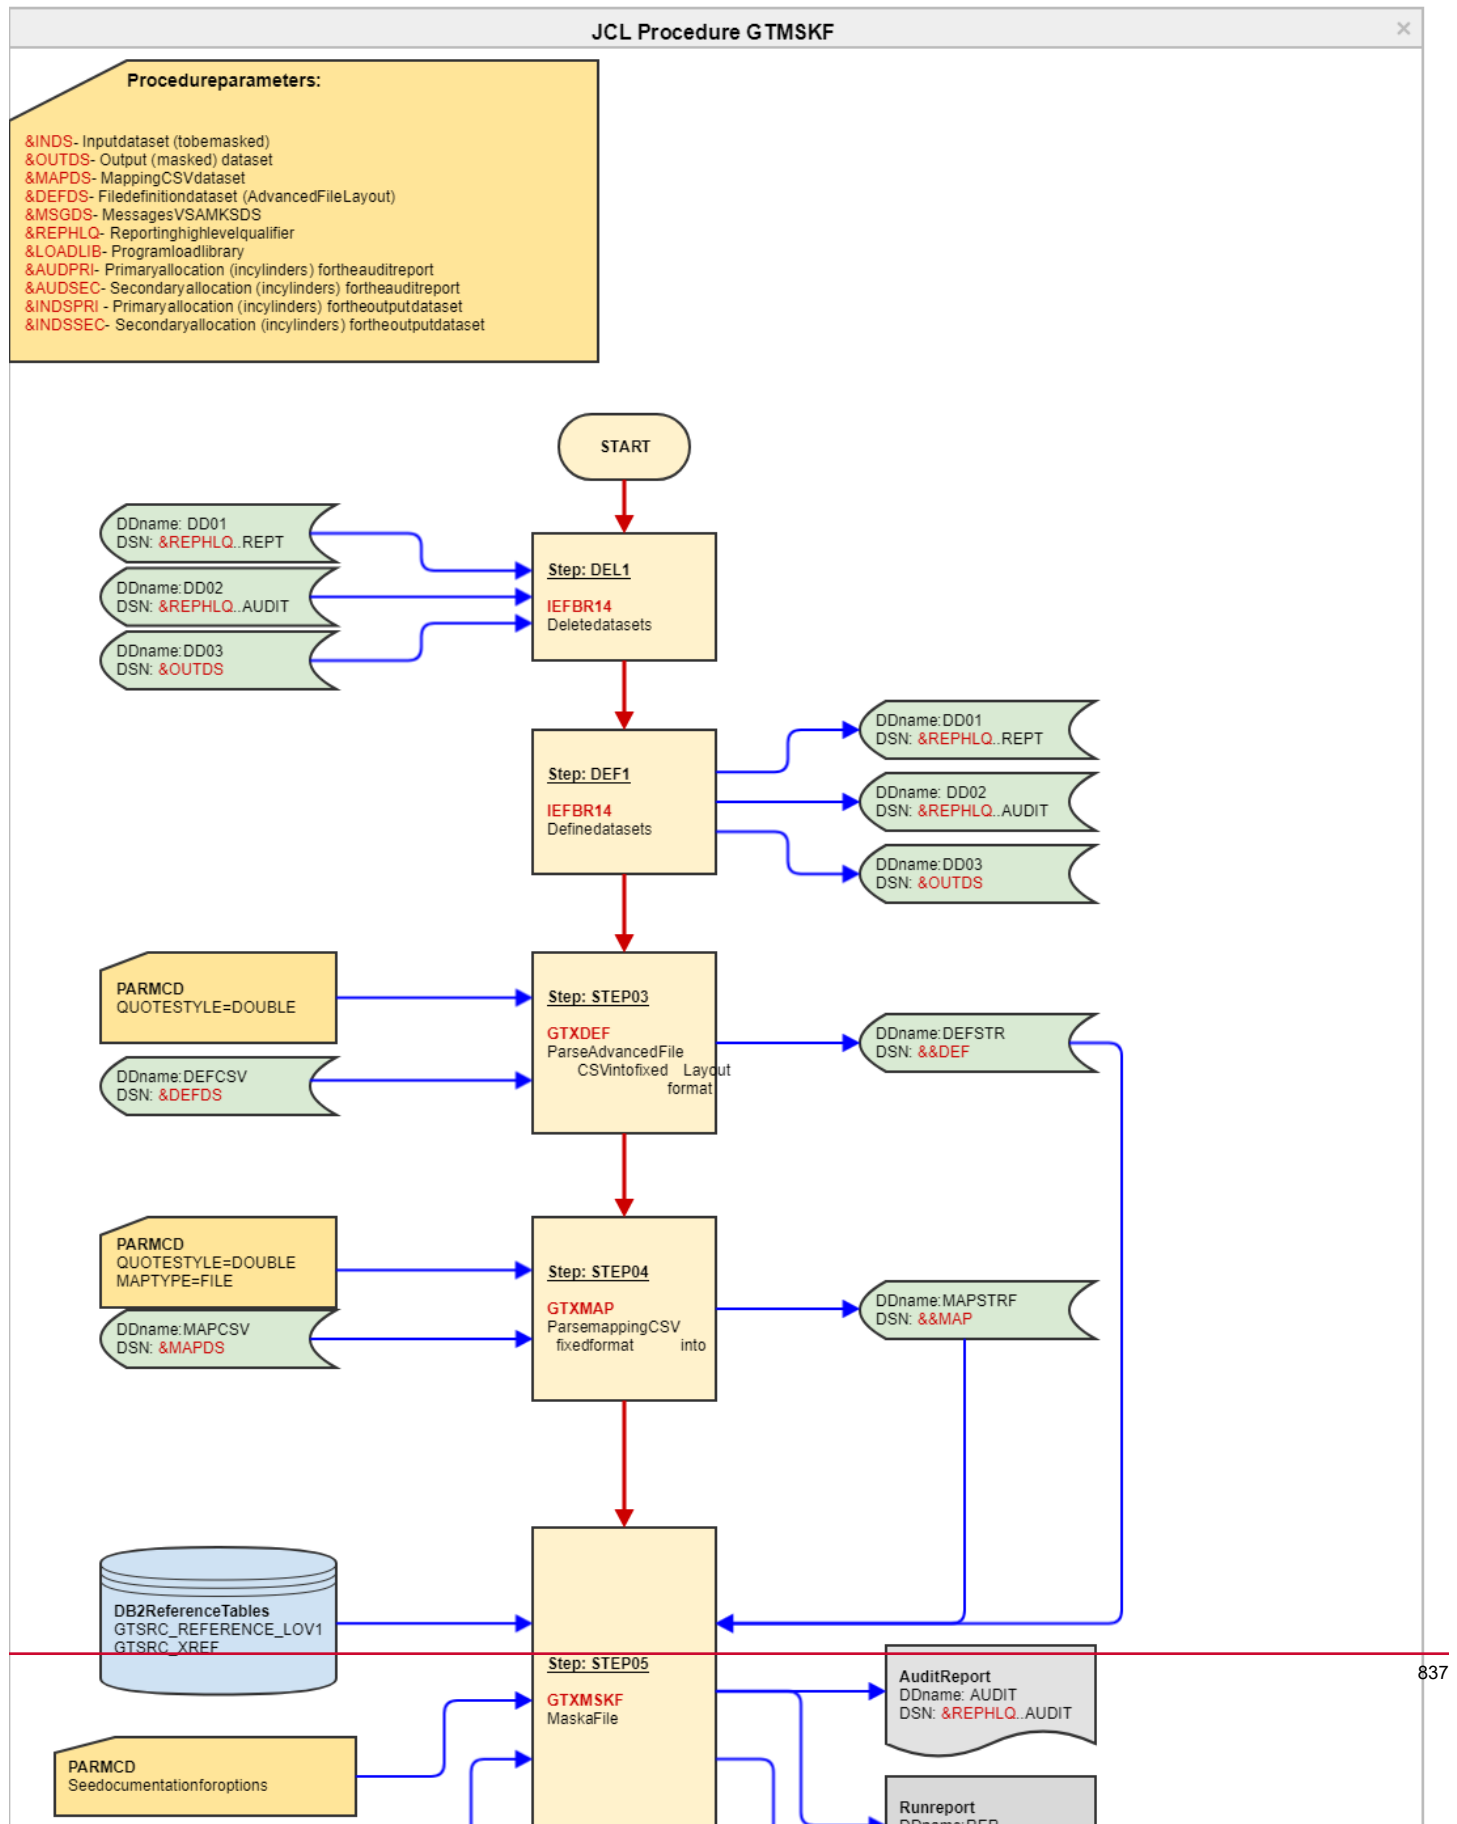 JCL Procedure GTMSKF
×
Procedureparameters:
&INDS- Inputdataset (tobemasked)
&OUTDS- Output (masked) dataset
&MAPDS- MappingCSVdataset
&DEFDS- Filedefinitiondataset (AdvancedFileLayout)
&MSGDS- MessagesVSAMKSDS
&REPHLQ- Reportinghighlevelqualifier
&LOADLIB- Programloadlibrary
&AUDPRI- Primaryallocation (incylinders) fortheauditreport
&AUDSEC- Secondaryallocation (incylinders) fortheauditreport
&INDSPRI - Primaryallocation (incylinders) fortheoutputdataset
&INDSSEC- Secondaryallocation (incylinders) fortheoutputdataset
START
DDname: DD01
DSN: &REPHLQ..REPT
DDname:DD02
DSN: &REPHLQ..AUDIT
DDname:DD03
DSN: &OUTDS
Step: DEL1
IEFBR14
Deletedatasets
Step: DEF1
IEFBR14
Definedatasets
DDname:DD01
DSN: &REPHLQ..REPT
DDname: DD02
DSN: &REPHLQ..AUDIT
DDname:DD03
DSN: &OUTDS
PARMCD
QUOTESTYLE=DOUBLE
DDname:DEFCSV
DSN: &DEFDS
Step: STEP03
GTXDEF
ParseAdvancedFile
CSVintofixed Layout
format
DDname:DEFSTR
DSN: &&DEF
PARMCD
QUOTESTYLE=DOUBLE
MAPTYPE=FILE
DDname:MAPCSV
DSN: &MAPDS
Step: STEP04
GTXMAP
ParsemappingCSV
fixedformat into
DDname:MAPSTRF
DSN: &&MAP
DB2ReferenceTables
GTSRC_REFERENCE_LOV1
GTSRC_XREF
Step: STEP05
GTXMSKF
MaskaFile
AuditReport
DDname: AUDIT
DSN: &REPHLQ..AUDIT
837
PARMCD
Seedocumentationforoptions
Runreport
DDname:REP